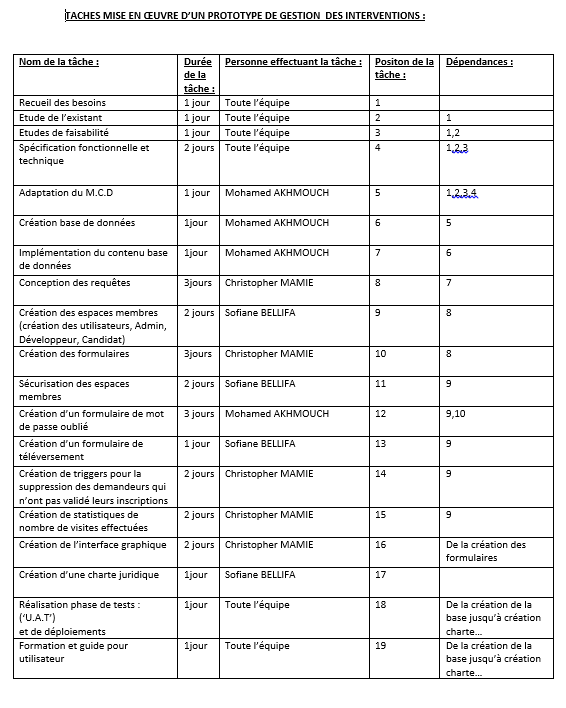 TACHES MISE EN ŒUVRE D'UN PROTOTYPE DE GESTION DES INTERVENTIONS :
Nom de la tâche : Durée de la tâche : Personne effectuant la tâche : Positon de la tâche : Dépendances :
Recueil des besoins 1 jour Toute l'équipe 1
Etude de l'existant 1 jour Toute l'équipe 2 1
Etudes de faisabilité 1 jour Toute l'équipe 3 1,2
Spécification fonctionnelle et technique 2 jours Toute l'équipe 4 1,2,3
Adaptation du M.C.D 1 jour Mohamed AKHMOUCH 5 1,2,3,4
Création base de données 1jour Mohamed AKHMOUCH 6 5
Implémentation du contenu base de données 1jour Mohamed AKHMOUCH 7 6
Conception des requêtes 3jours Christopher MAMIE 8 7
Création des espaces membres (création des utilisateurs, Admin, Développeur, Candidat) 2 jours Sofiane BELLIFA 9 8
Création des formulaires 3jours Christopher MAMIE 10 8
Sécurisation des espaces membres 2 jours Sofiane BELLIFA 11 9
Création d'un formulaire de mot de passe oublié 3 jours Mohamed AKHMOUCH 12 9,10
Création d'un formulaire de téléversement 1 jour Sofiane BELLIFA 13 9
Création de triggers pour la suppression des demandeurs qui n'ont pas validé leurs inscriptions 2 jours Christopher MAMIE 14 9
Création de statistiques de nombre de visites effectuées 2 jours Christopher MAMIE 15 9
Création de l'interface graphique 2 jours Christopher MAMIE 16 De la création des formulaires
Création d'une charte juridique 1jour Sofiane BELLIFA 17
Réalisation phase de tests : ('U.A.T') et de déploiements 1jour Toute l'équipe 18 De la création de la base jusqu'à création charte…
Formation et guide pour utilisateur 1jour Toute l'équipe 19 De la création de la base jusqu'à création charte…